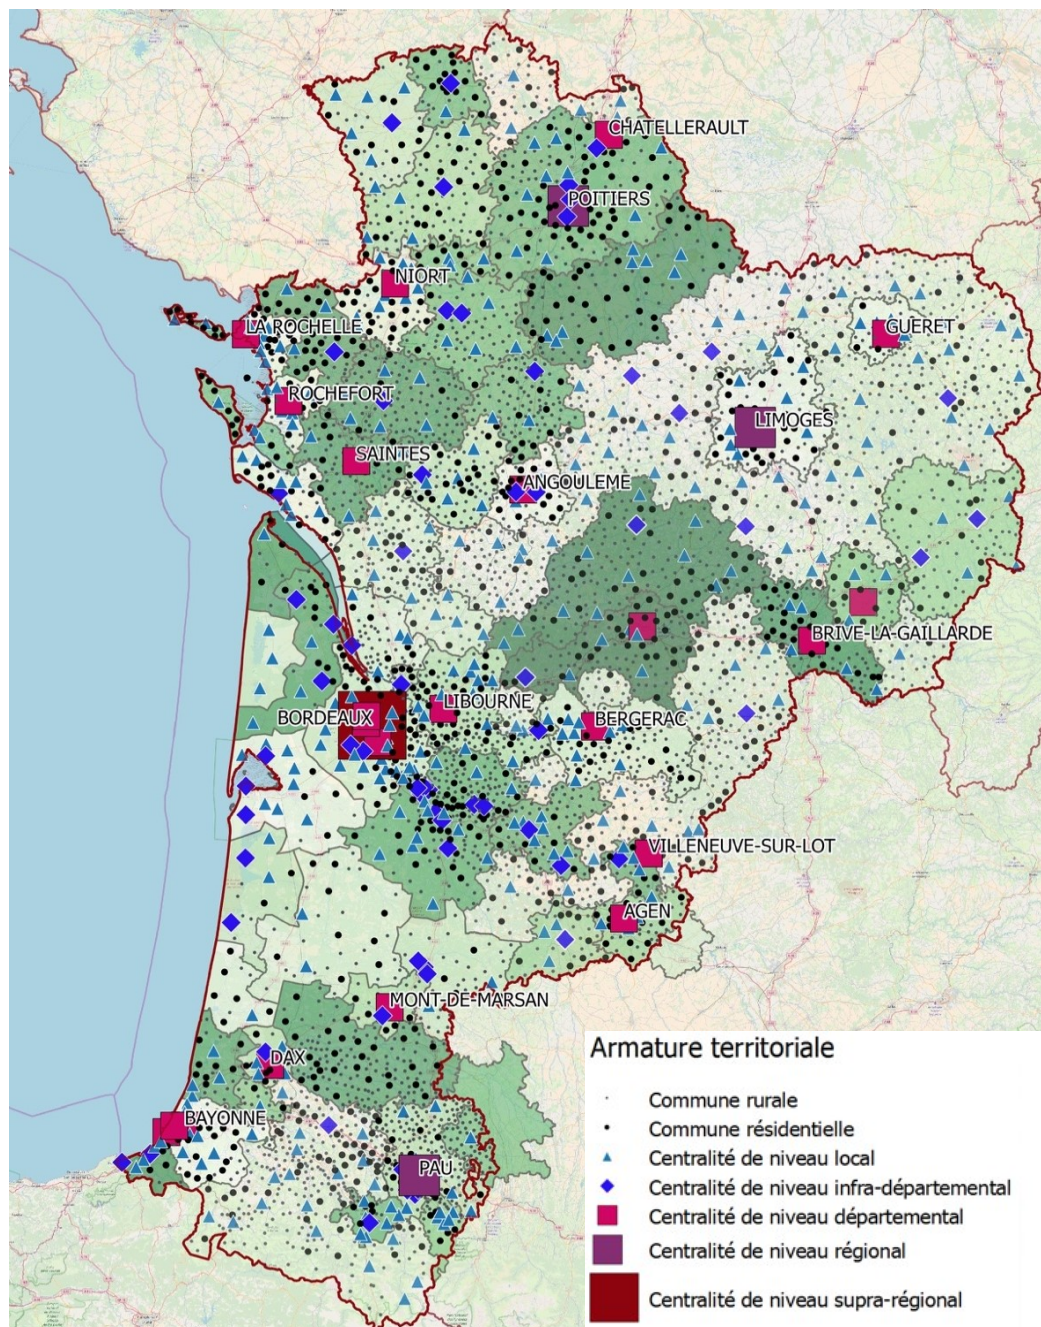 CHATELLERAULT
POITIERS
NIORT
LA ROCHELLE
GUERET
ROCHEFORT
LIMOGES
SAINTES
ANGOULEME
BRIVE-LA-GAILLARDE
LIBOURNE
BORDEAUX
BERGERAC
VILLENEUVE-SUR-LOT
AGEN
MONT-DE-MARSAN
DAX
BAYONNE
PAU
Armature territoriale
Commune rurale
Commune résidentielle
Centralité de niveau local
Centralité de niveau infra-départemental
Centralité de niveau départemental
Centralité de niveau régional
Centralité de niveau supra-régional